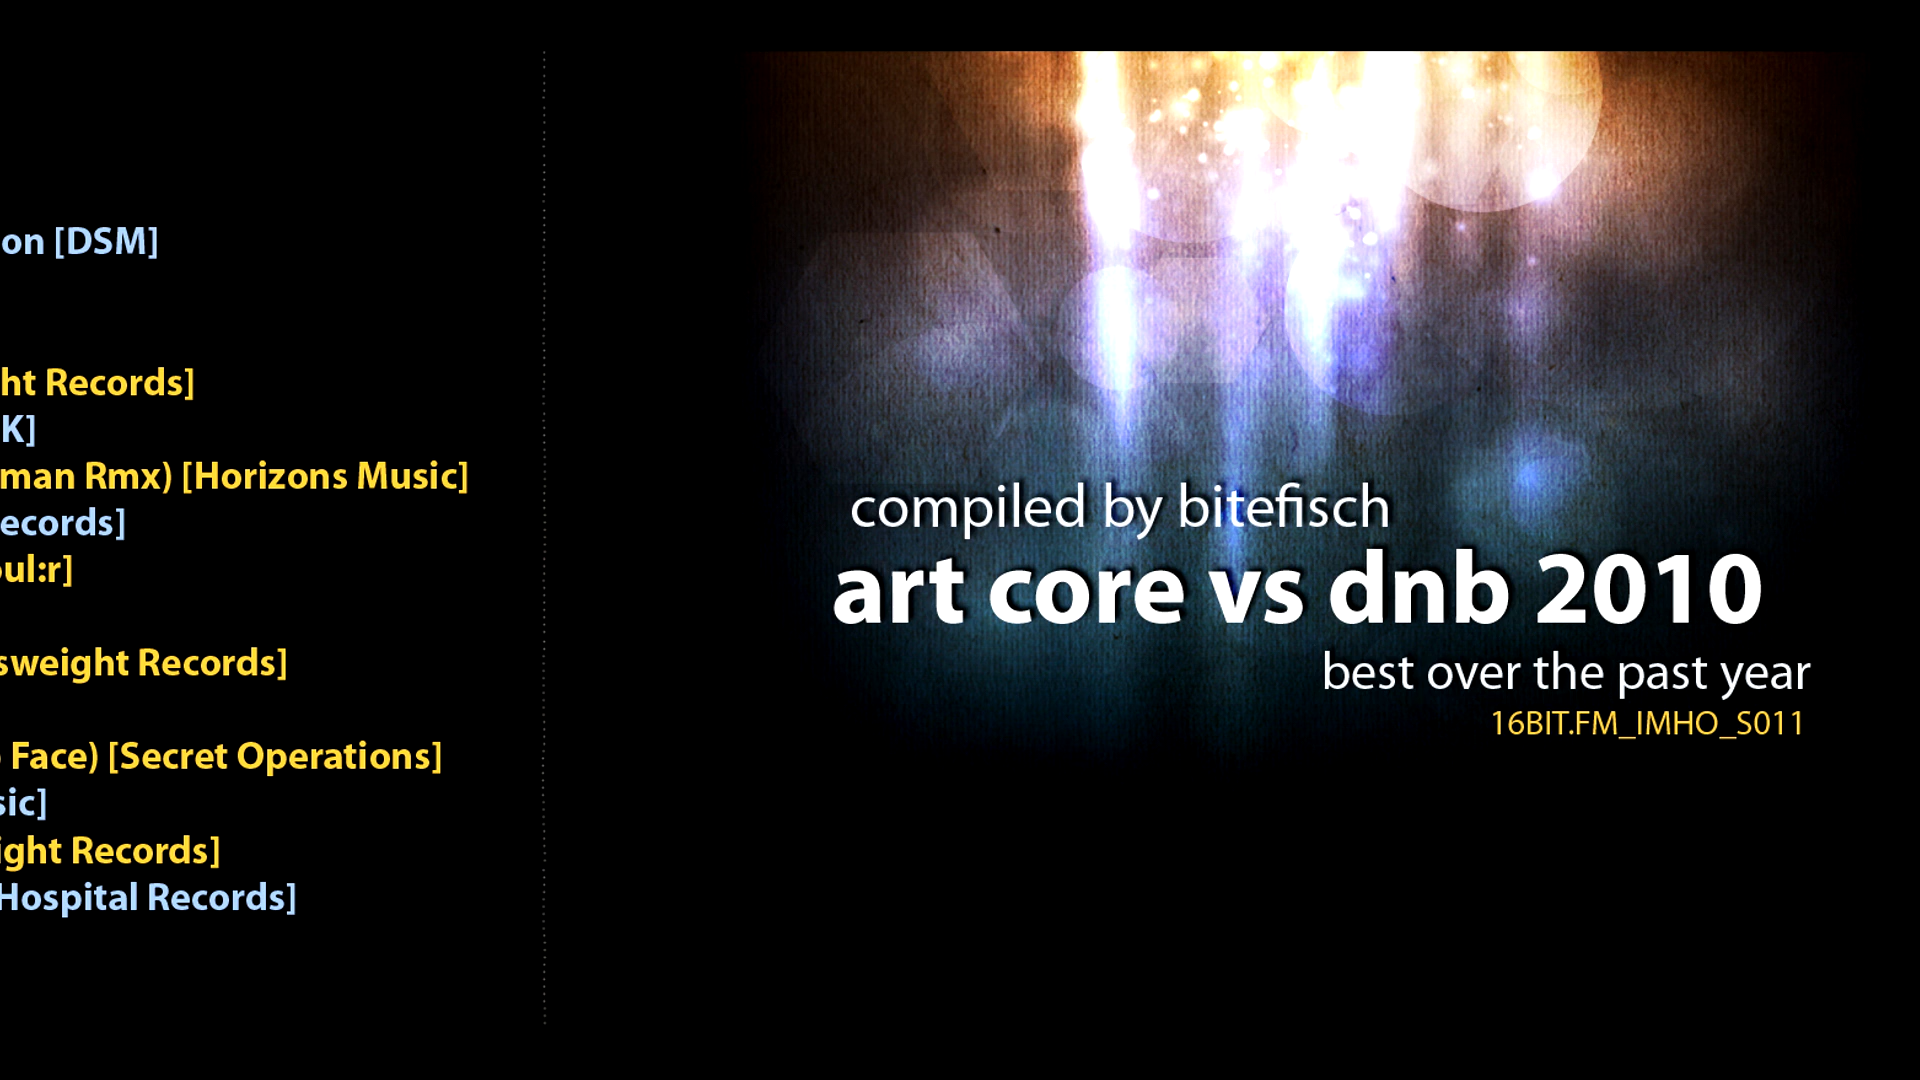 on [DSM]
ht Records]
K]
man Rmx) [Horizons Music]
ecords]
oul:r]
sweight Records]
Face) [Secret Operations]
sic]
ight Records]
Hospital Records]
compiled by bitefisch
art core vs dnb 2010
best over the past year
16BIT.FM_IMHO_S011